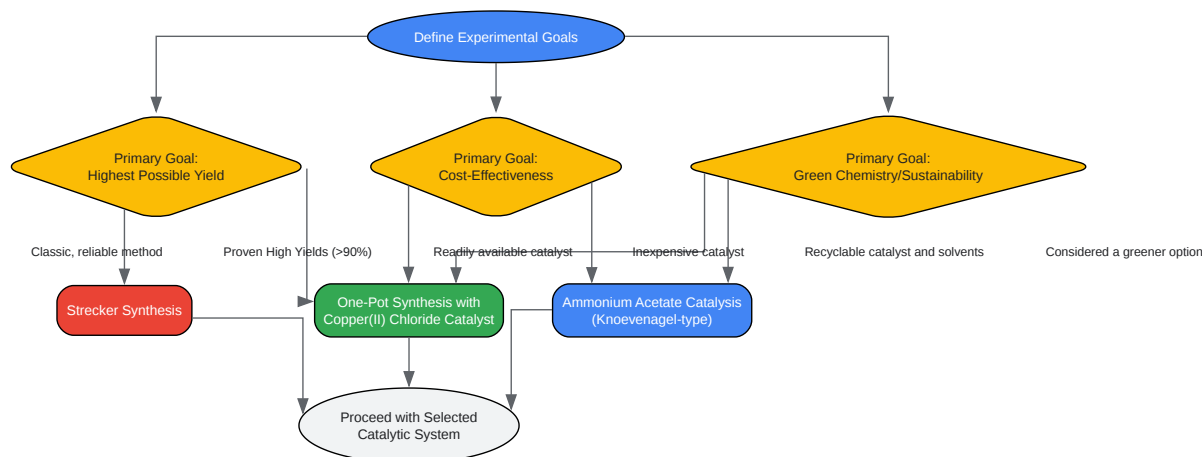 Define Experimental Goals
Primary Goal:
Highest Possible Yield
Primary Goal:
Cost-Effectiveness
Primary Goal:
Green Chemistry/Sustainability
Classic, reliable method
Proven High Yields (>90%)
Readily available catalyst
Inexpensive catalyst
Recyclable catalyst and solvents
Considered a greener option
Strecker Synthesis
One-Pot Synthesis with
Copper(II) Chloride Catalyst
Ammonium Acetate Catalysis
(Knoevenagel-type)
Proceed with Selected
Catalytic System